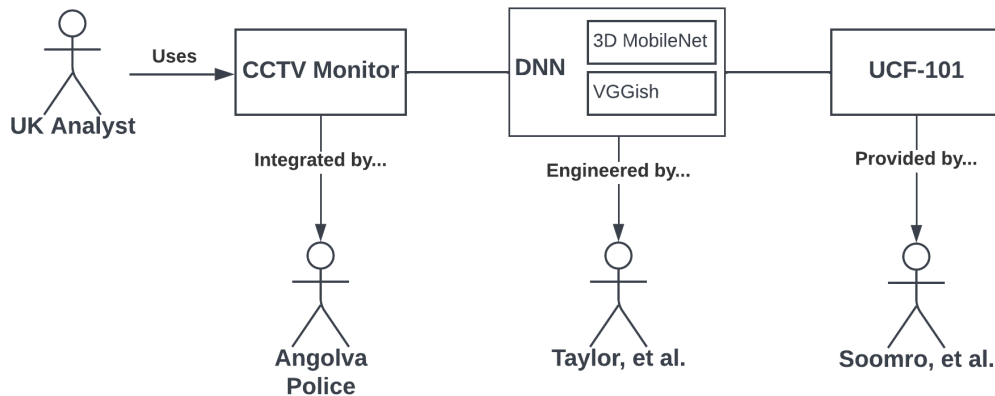 Uses
UK Analyst
CCTV Monitor
DNN
3D MobileNet
VGGish
UCF-101
Integrated by...
Engineered by...
Provided by...
Angolva
Police
Taylor, et al.
Soomro, et al.